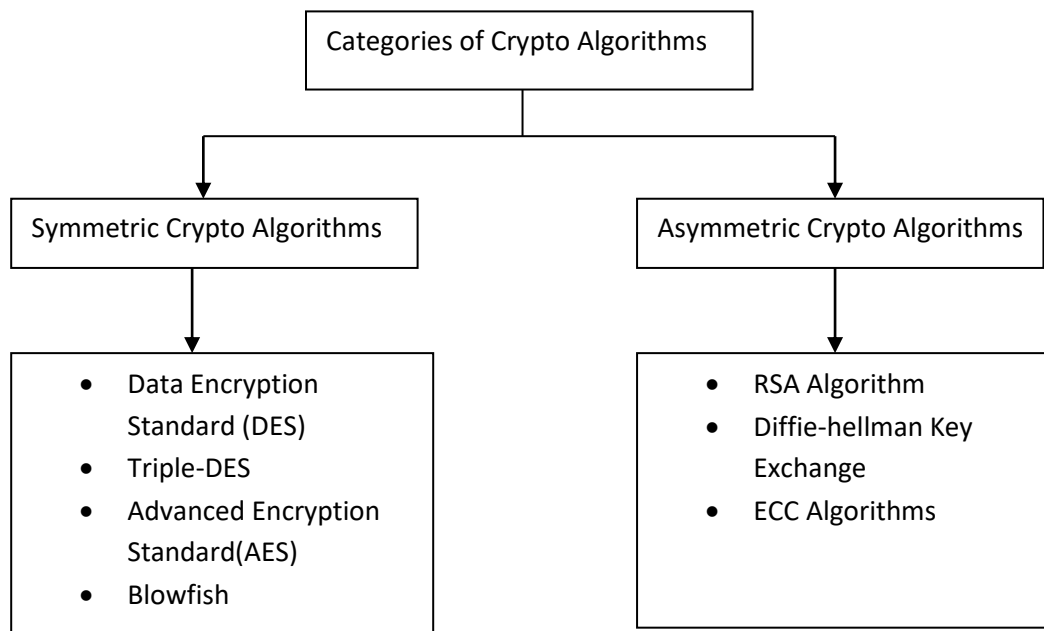 Categories of Crypto Algorithms
Symmetric Crypto Algorithms
Asymmetric Crypto Algorithms
• Data Encryption
Standard (DES)
• Triple-DES
• Advanced Encryption
Standard(AES)
• Blowfish
• RSA Algorithm
• Diffie-hellman Key
Exchange
• ECC Algorithms